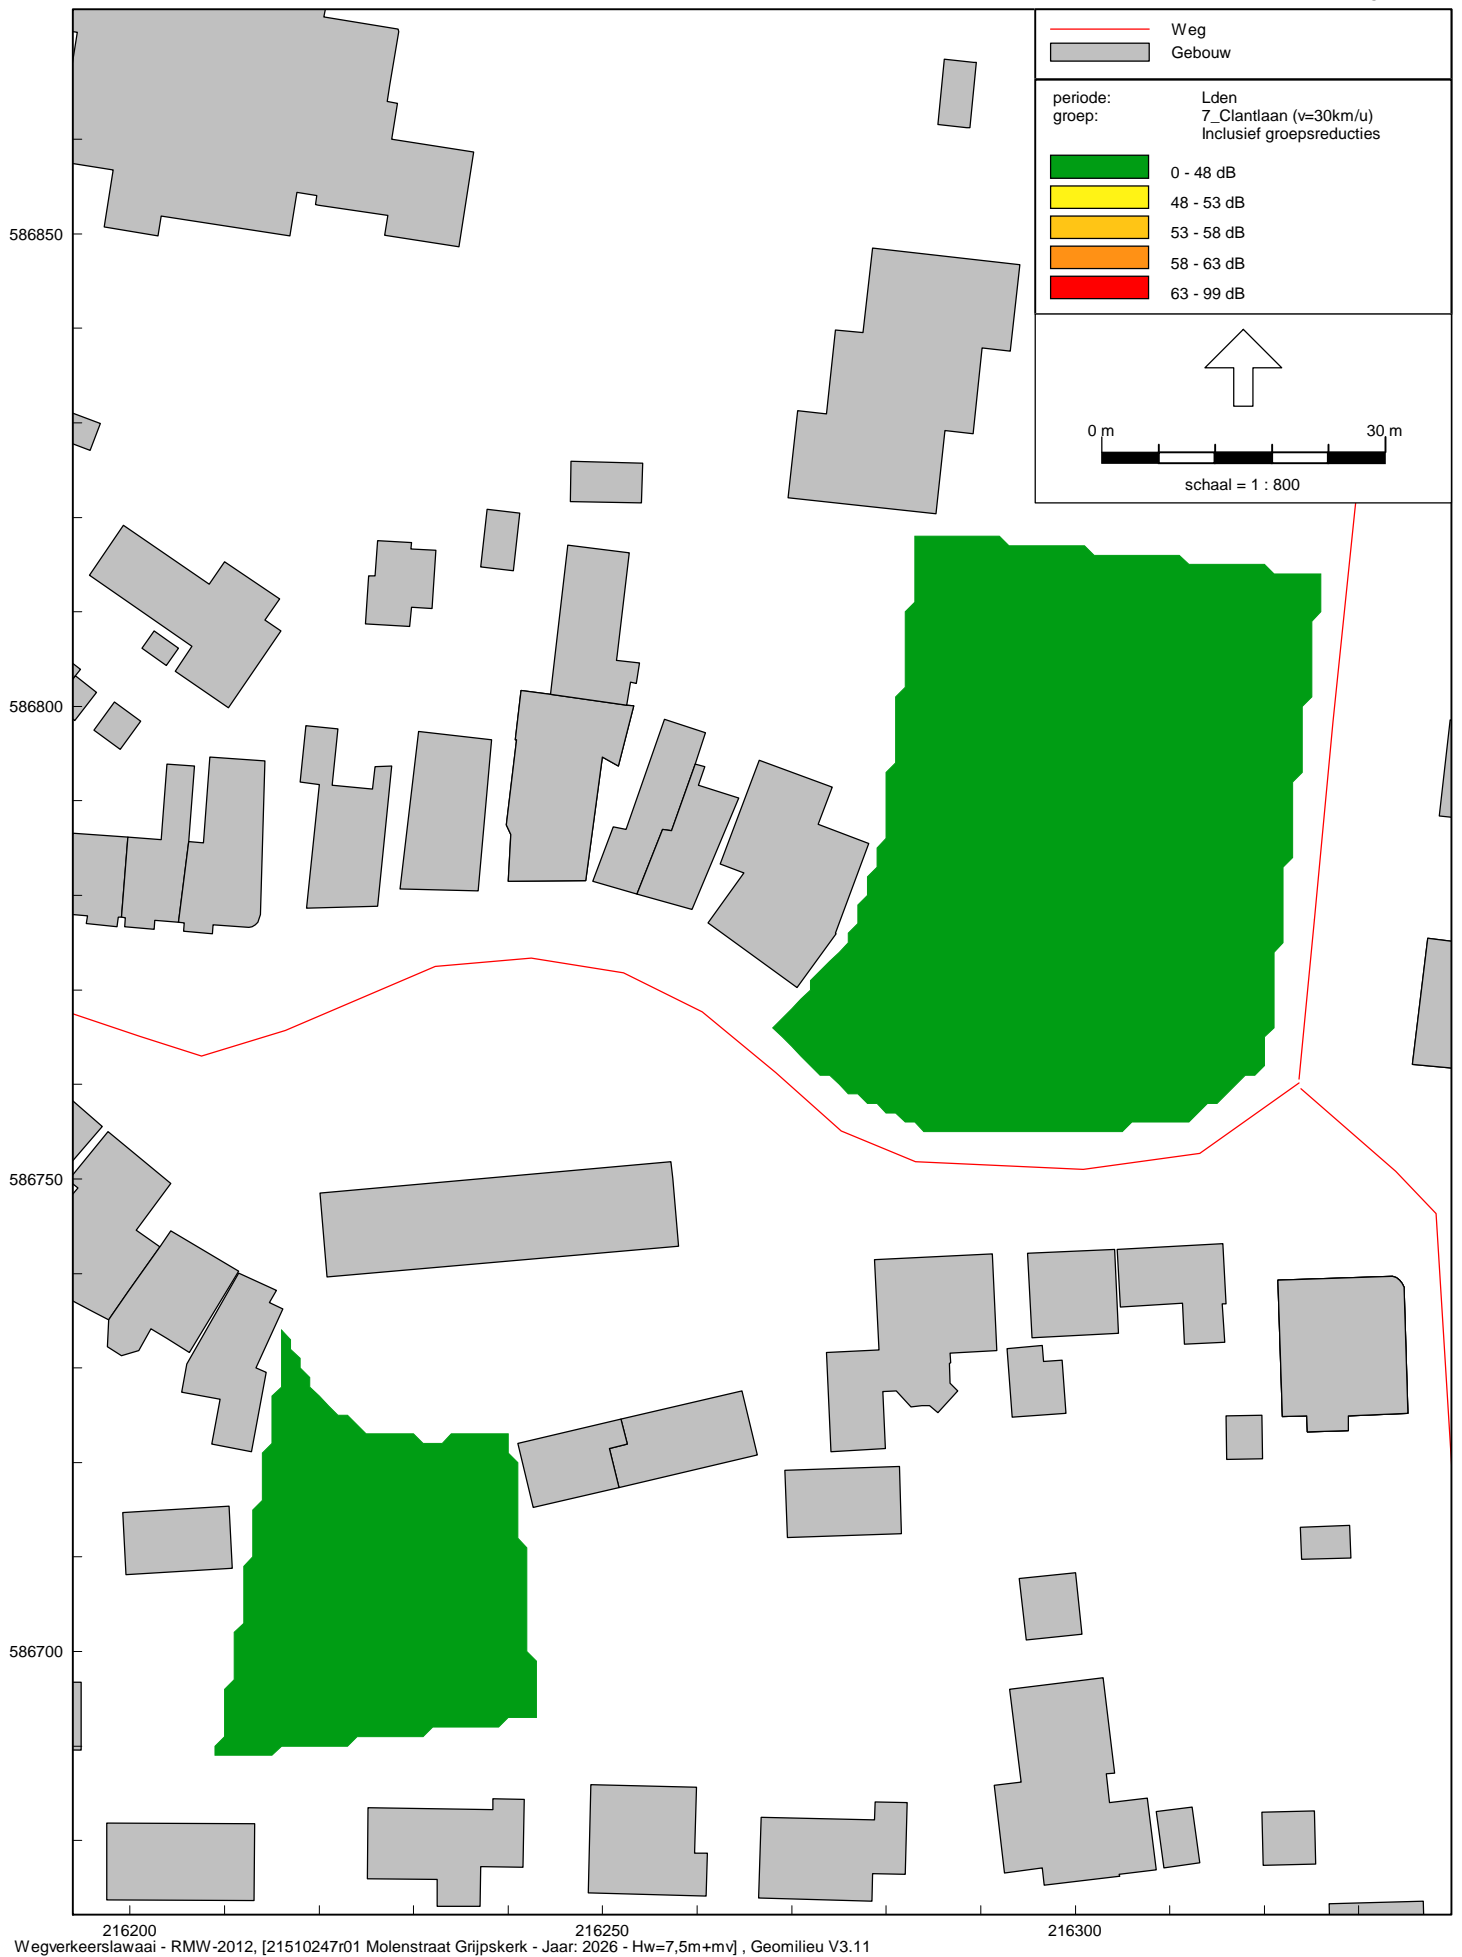 Weg
Gebouw
periode: Lden
groep: 7_Clantlaan (v=30km/u)
Inclusief groepsreducties
0 - 48 dB
48 - 53 dB
53 - 58 dB
58 - 63 dB
63 - 99 dB
0 m 30 m
schaal = 1 : 800
586850
586800
586750
586700
216200 216250 216300
Wegverkeerslawaai - RMW-2012, [21510247r01 Molenstraat Grijpskerk - Jaar: 2026 - Hw=7,5m+mv] , Geomilieu V3.11